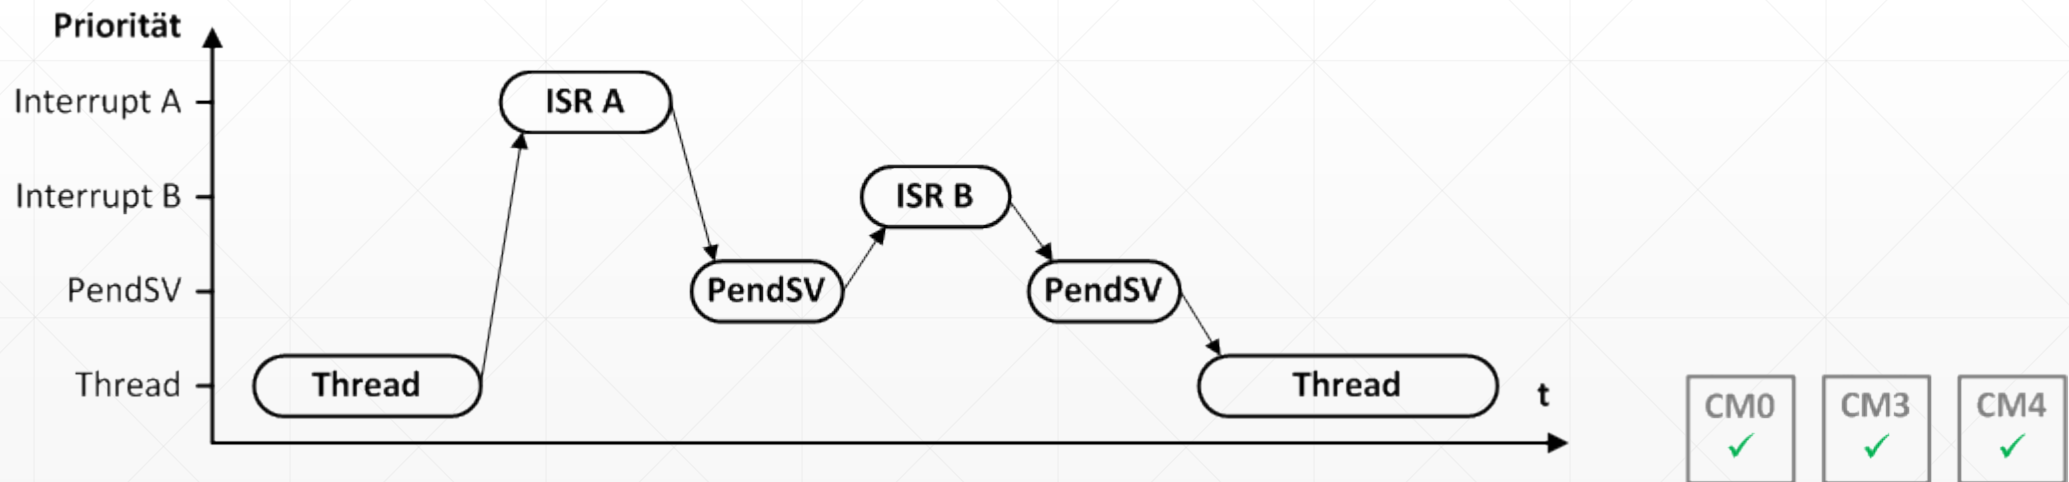 Priorität
Interrupt A
ISR A
Interrupt B
ISR B
PendSV
PendSV
PendSV
Thread
Thread
Thread
t
CM0
CM3
CM4
✓
✓
✓